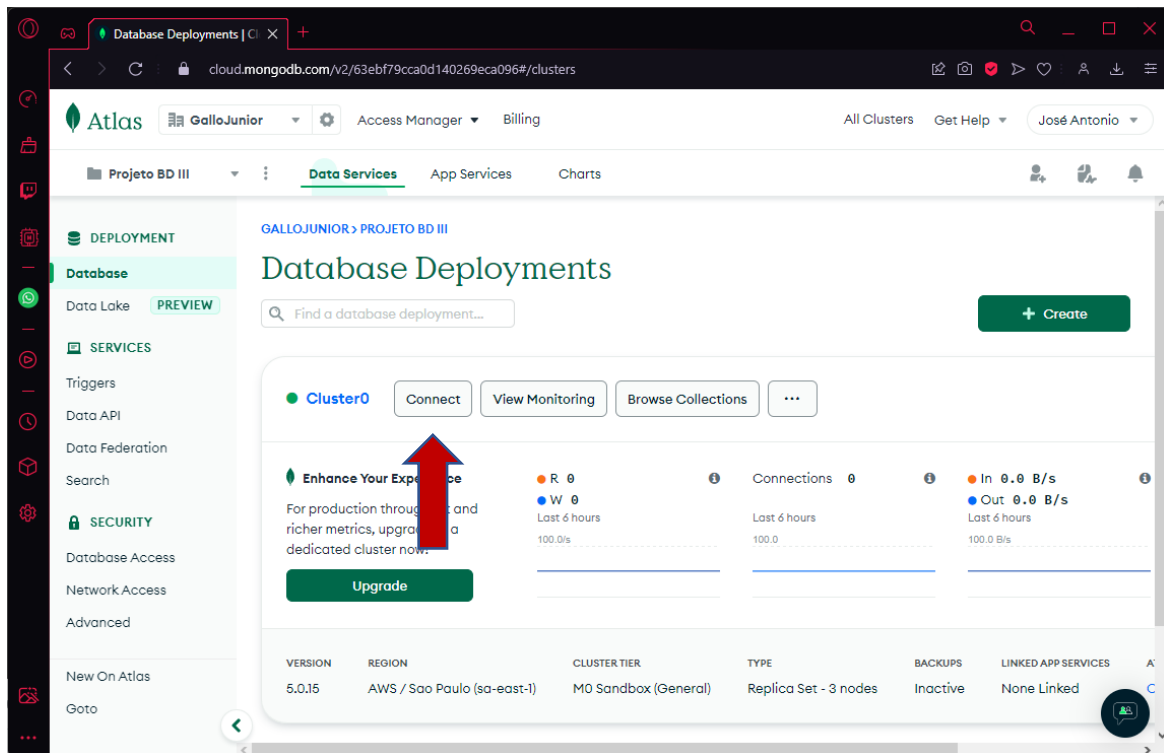 Database Deployments | Cl
cloud.mongodb.com/v2/63ebf79cca0d140269eca096#/clusters
Atlas GalloJunior Access Manager Billing All Clusters Get Help José Antonio
Projeto BD III Data Services App Services Charts
DEPLOYMENT
Database
Data Lake PREVIEW
SERVICES
Triggers
Data API
Data Federation
Search
SECURITY
Database Access
Network Access
Advanced
New On Atlas
Goto
GALLOJUNIOR > PROJETO BD III
Database Deployments
Find a database deployment...
+ Create
Cluster0 Connect View Monitoring Browse Collections ...
Enhance Your
For production and
richer metrics, a
dedicated cluster
Upgrade
R 0
W 0
Last 6 hours
100.0/s
Connections 0
Last 6 hours
100.0
In 0.0 B/s
Out 0.0 B/s
Last 6 hours
100.0 B/s
VERSION REGION CLUSTER TIER TYPE BACKUPS LINKED APP SERVICES
5.0.15 AWS / Sao Paulo (sa-east-1) M0 Sandbox (General) Replica Set - 3 nodes Inactive None Linked